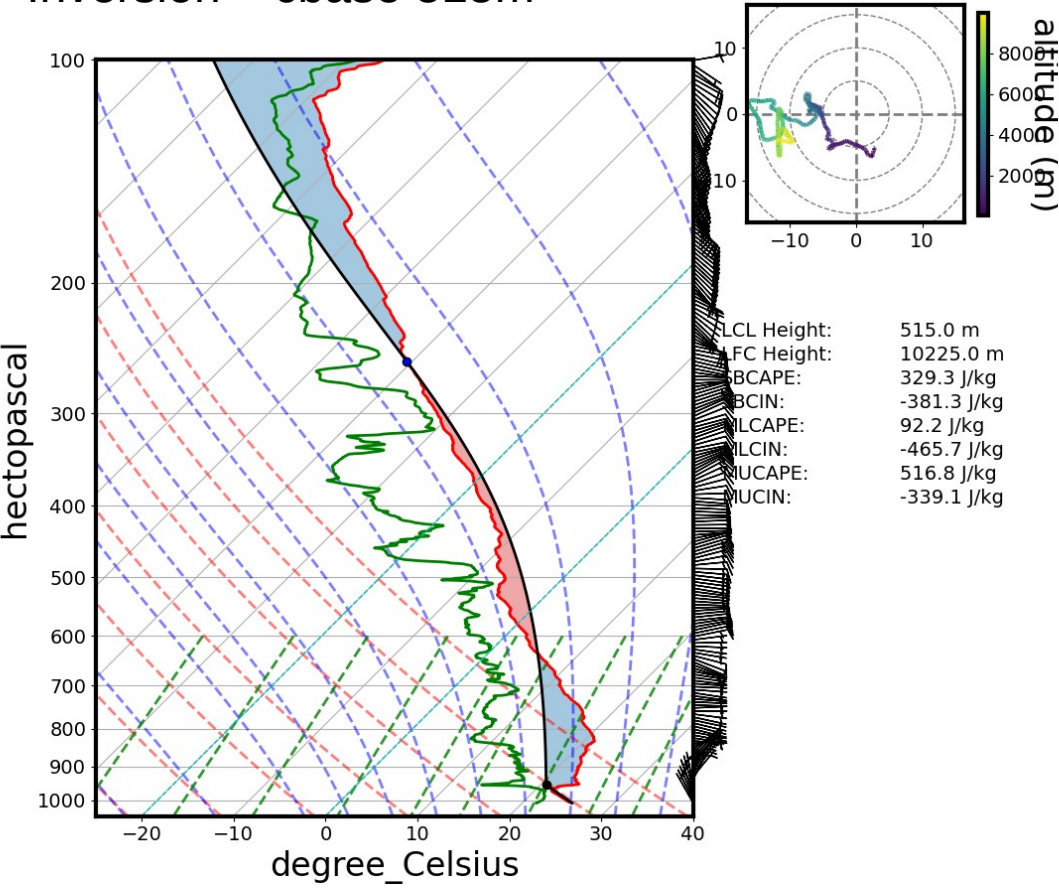 Inversion
100
200
300
400
500
600
700
800
900
1000
hectopascal
−20 −10 0 10 20 30 40
degree_Celsius
10
0
10
−10 0 10
8000
6000
4000
2000
altitude (m)
LCL Height: 515.0 m
LFC Height: 10225.0 m
SBCAPE: 329.3 J/kg
SBCIN: -381.3 J/kg
MLCAPE: 92.2 J/kg
MLCIN: -465.7 J/kg
MUCAPE: 516.8 J/kg
MUCIN: -339.1 J/kg